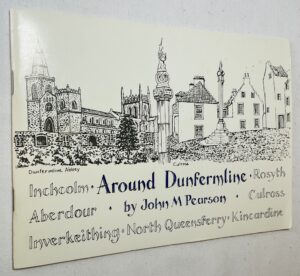 Dunfermline Abbey Culross
Inchcolm · Around Dunfermline · Rosyth
Aberdour · by John M Pearson · Culross
Inverkeithing · North Queensferry · Kincardine